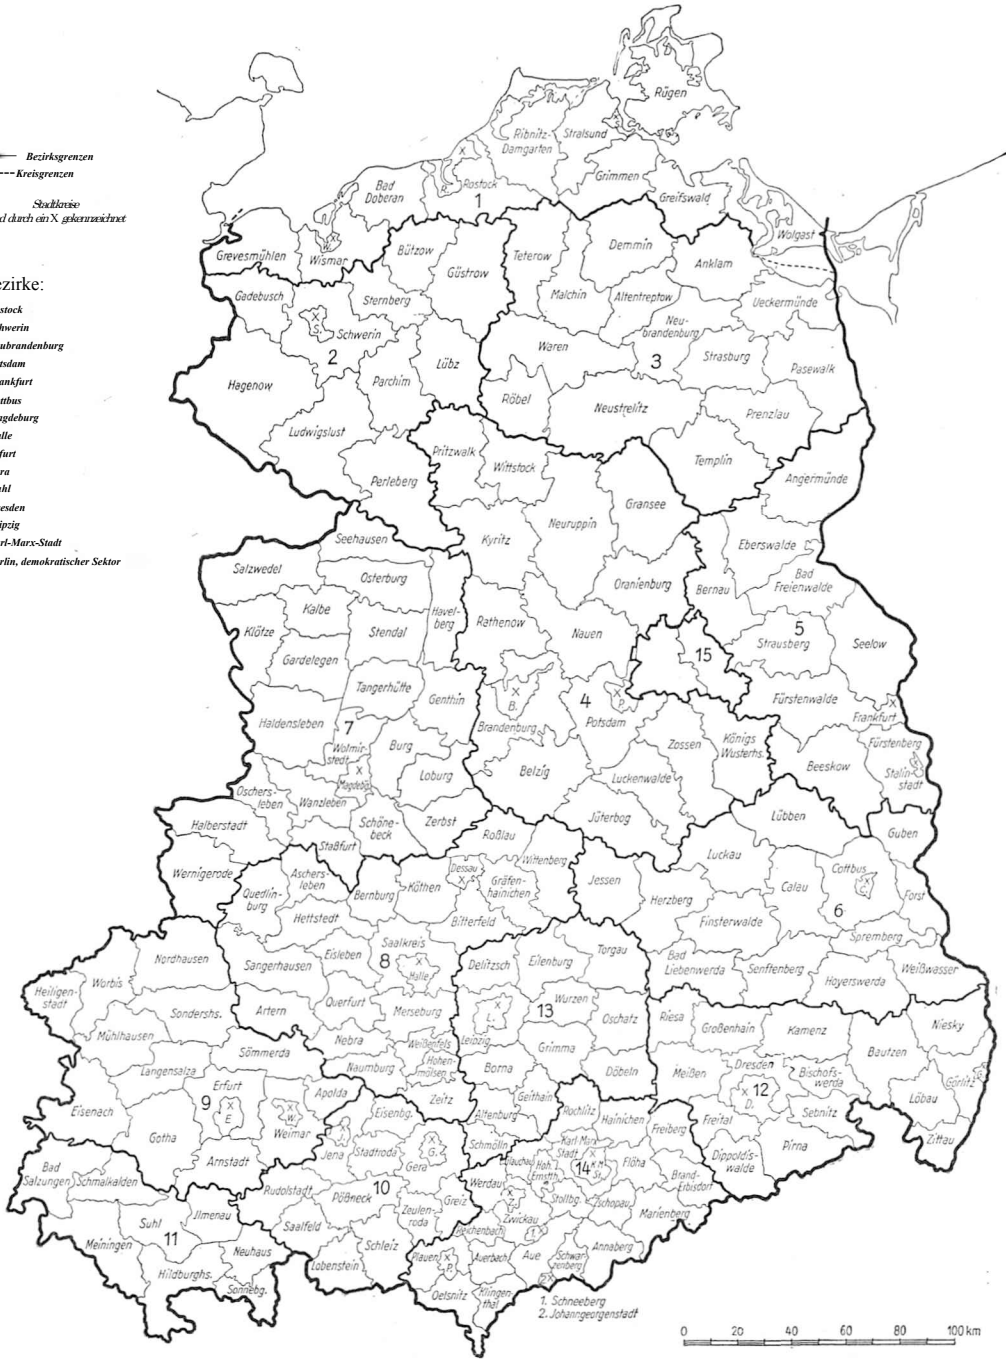 Bezirksgrenzen
Kreisgrenzen
Stadtkreise
d durch ein X gekennzeichnet
ezirke:
stock
hwerin
ubrandenburg
tsdam
ankfurt
ttbus
gdeburg
lle
furt
ra
hl
esden
ipzig
rl-Marx-Stadt
rlin, demokratischer Sektor
Rügen
Ribnitz-
Damgarten
Stralsund
Grimmen
Greifswald
Wolgast
X
Rostock
1
Bad
Doberan
Wismar
Grevesmühlen
Bützow
Güstrow
Teterow
Demmin
Anklam
Malchin
Altentreptow
Ueckermünde
Neu-
brandenburg
Gadebusch
Sternberg
X
S.
Schwerin
2
Waren
3
Strasburg
Pasewalk
Hagenow
Parchim
Lübz
Röbel
Neustrelitz
Prenzlau
Ludwigslust
Perleberg
Pritzwalk
Wittstock
Templin
Angermünde
Gransee
Neuruppin
Kyritz
Seehausen
Salzwedel
Osterburg
Eberswalde
Oranienburg
Bernau
Bad
Freienwalde
Kalbe
Havel-
berg
Klötze
Stendal
Rathenow
Nauen
5
Strausberg
Seelow
15
Gardelegen
Tangerhütte
Genthin
X
B.
4
X
P.
Fürstenwalde
X
Frankfurt
Haldensleben
7
Brandenburg
Potsdam
Wolmir-
stedt
Burg
Zossen
Königs
Wusterhs.
Fürstenberg
X
Magdebg.
Loburg
Belzig
Luckenwalde
Beeskow
Stalin-
stadt
Oschers-
leben
Wanzleben
Halberstadt
Schöne-
beck
Zerbst
Jüterbog
Lübben
Staßfurt
Roßlau
Guben
Wernigerode
Aschers-
leben
Wittenberg
Luckau
Quedlin-
burg
Bernburg
Köthen
Dessau
X
Gräfen-
hainichen
Jessen
Calau
Cottbus
X
C.
Herzberg
Forst
Hettstedt
Bitterfeld
Finsterwalde
6
Spremberg
Nordhausen
Saalkreis
Eisleben
8
X
Halle
Sangerhausen
Delitzsch
Eilenburg
Torgau
Bad
Liebenwerda
Senftenberg
Hoyerswerda
Weißwasser
Worbis
Heiligen-
stadt
Sondershs.
Artern
Querfurt
Merseburg
X
L.
Wurzen
13
Oschatz
Riesa
Großenhain
Kamenz
Niesky
Mühlhausen
Nebra
Weißenfels
Leipzig
Grimma
Bautzen
Sömmerda
Langensalza
Naumburg
Hohen-
mölsen
Borna
Döbeln
Meißen
Dresden
Bischofs-
werda
Görlitz
Eisenach
9
Erfurt
X
E.
X
W.
Apolda
Zeitz
Geithain
X
D.
12
Löbau
Weimar
Eisenbg.
Altenburg
Rochlitz
Hainichen
Freital
Sebnitz
Gotha
Jena
Stadtroda
X
G.
Gera
Schmölln
Karl-Marx-
Stadt
Freiberg
Pirna
Zittau
Arnstadt
Glauchau
Hoh.
Ernstth.
14
X
K.M.
St.
Flöha
Dippoldis-
walde
Bad
Salzungen
Schmalkalden
Rudolstadt
Pößneck
10
Werdau
Brand-
Erbisdorf
Greiz
X
Z.
Stollbg.
Zschopau
Suhl
Ilmenau
Zeulen-
roda
Zwickau
Marienberg
11
Saalfeld
Reichenbach
1X
Meiningen
Schleiz
Plauen
X
P.
Auerbach
Aue
Schwar-
zenberg
Annaberg
Neuhaus
Hildburghs.
Lobenstein
Sonnebg.
Oelsnitz
Klingen-
thal
2X
1. Schneeberg
2. Johanngeorgenstadt
0 20 40 60 80 100 km